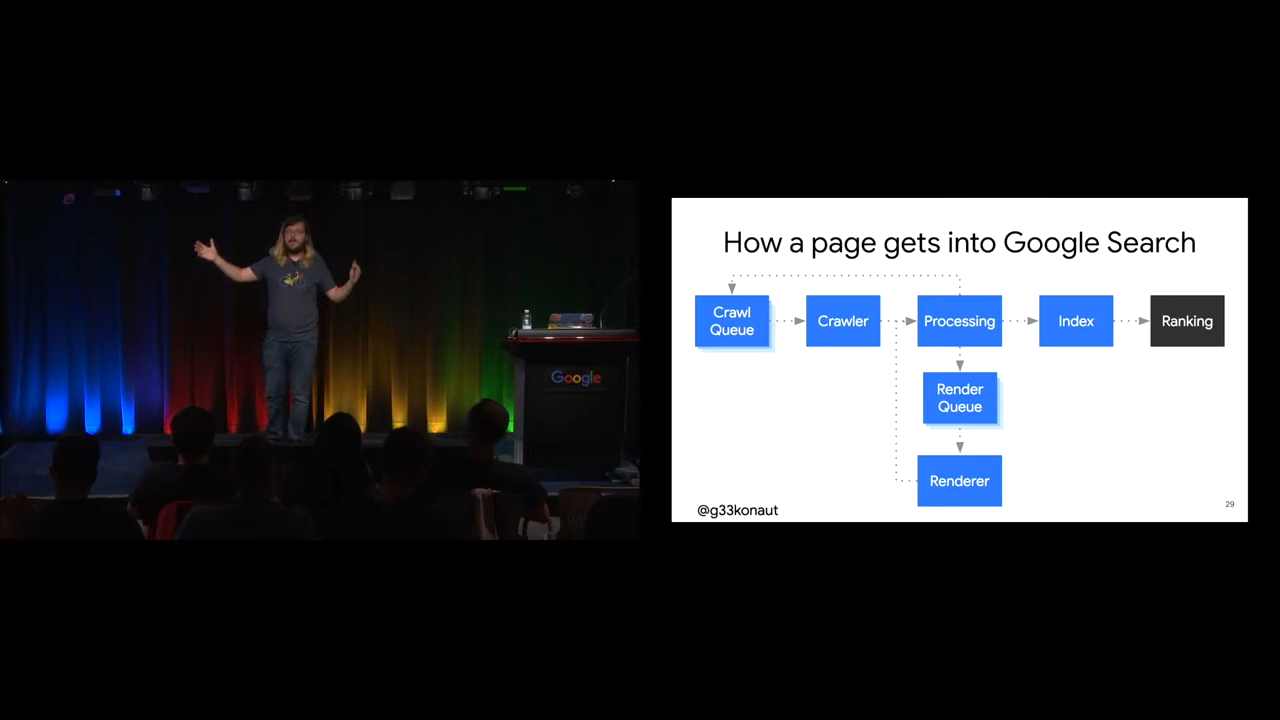 Google
How a page gets into Google Search
Crawl
Queue
Crawler
Processing
Index
Ranking
Render
Queue
Renderer
@g33konaut
29